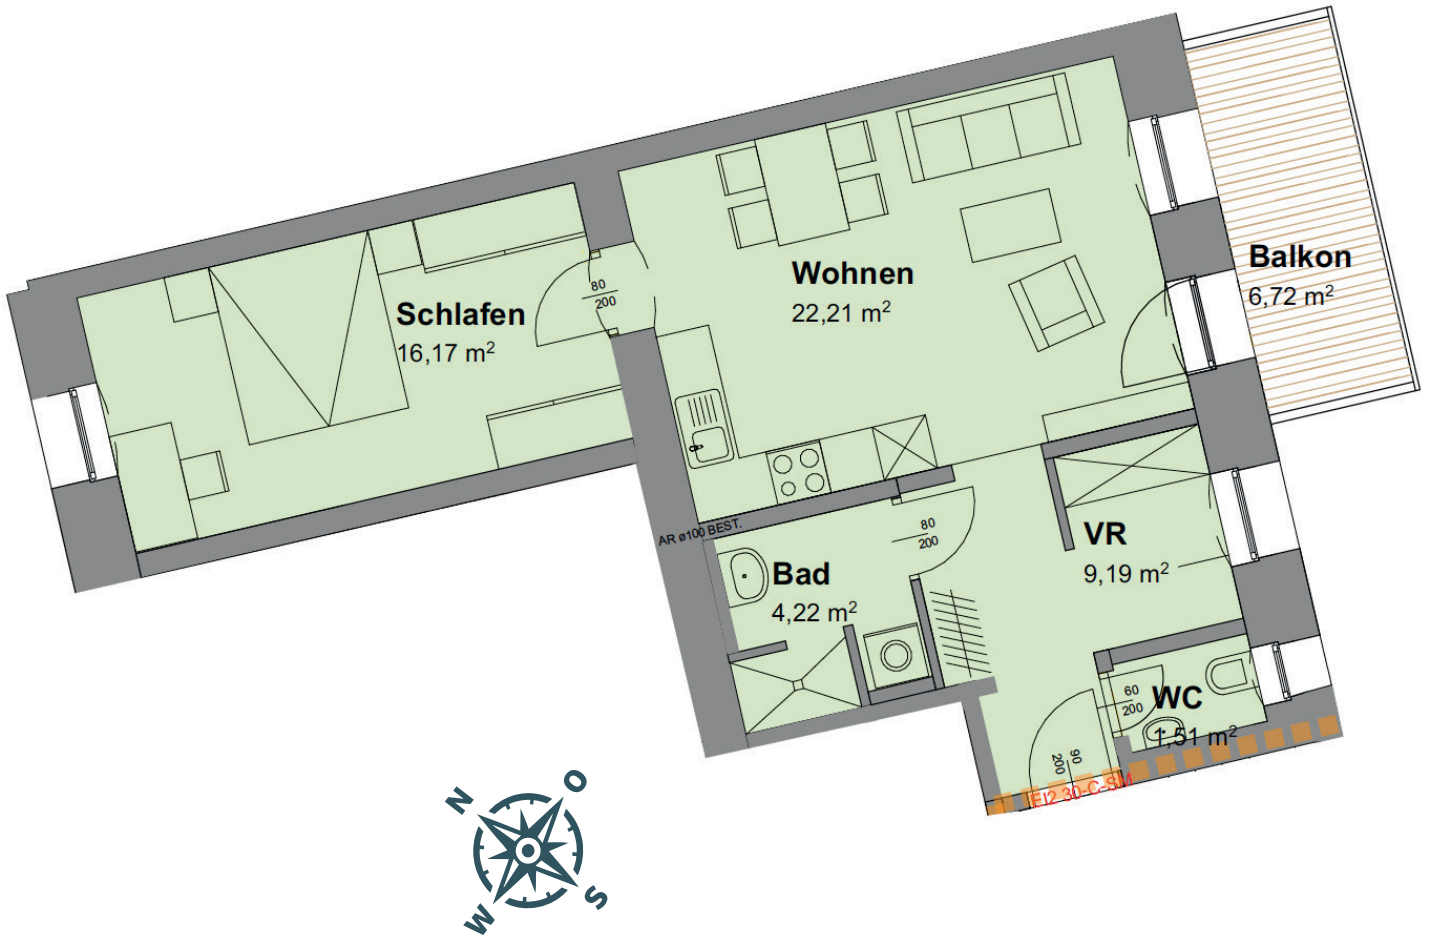 Schlafen
16,17 m²
80
200
Wohnen
22,21 m²
Balkon
6,72 m²
AR ø100 BEST.
80
200
Bad
4,22 m²
VR
9,19 m²
60
200
WC
1,51 m²
90
200
EI2 30-C-SM
N
O
W
S